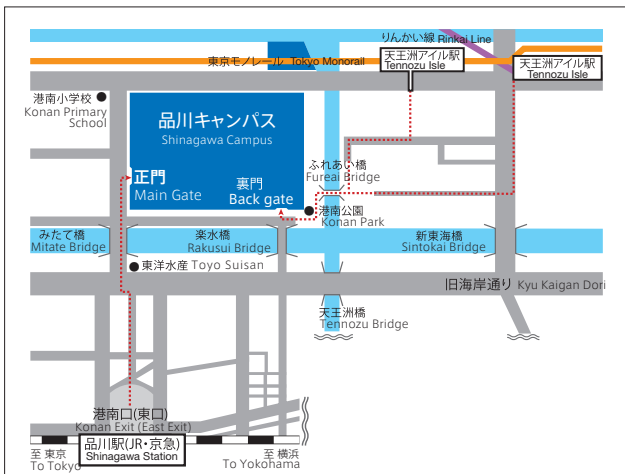 りんかい線 Rinkai Line
東京モノレール Tokyo Monorail
天王洲アイル駅
Tennozu Isle
天王洲アイル駅
Tennozu Isle
港南小学校
Konan Primary
School
品川キャンパス
Shinagawa Campus
正門
Main Gate
裏門
Back gate
ふれあい橋
Fureai Bridge
港南公園
Konan Park
みたて橋
Mitate Bridge
楽水橋
Rakusui Bridge
新東海橋
Sintokai Bridge
東洋水産 Toyo Suisan
旧海岸通り Kyu Kaigan Dori
天王洲橋
Tennozu Bridge
港南口(東口)
Konan Exit (East Exit)
品川駅(JR・京急)
Shinagawa Station
至 東京
To Tokyo
至 横浜
To Yokohama